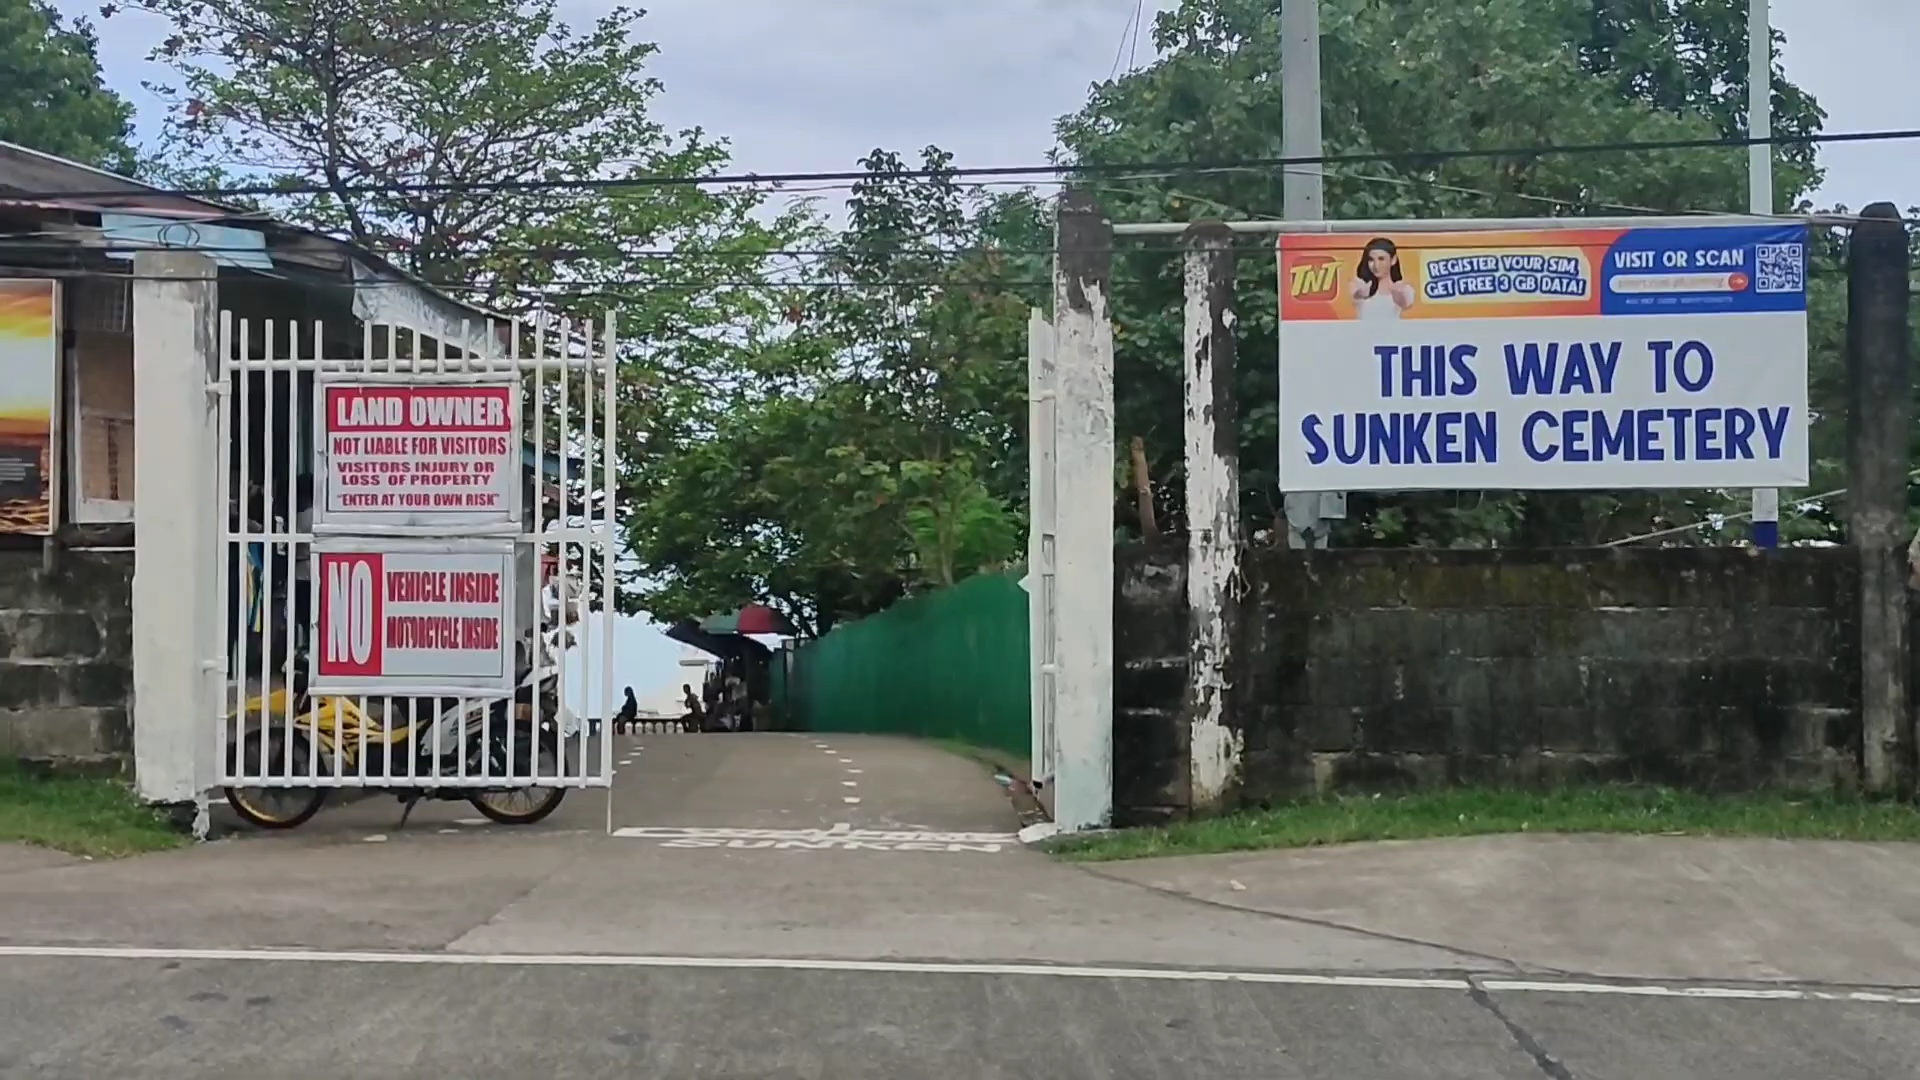 LAND OWNER
NOT LIABLE FOR VISITORS
VISITORS INJURY OR
LOSS OF PROPERTY
"ENTER AT YOUR OWN RISK"
NO
VEHICLE INSIDE
MOTORCYCLE INSIDE
TNT
REGISTER YOUR SIM,
GET FREE 3 GB DATA!
VISIT OR SCAN
THIS WAY TO
SUNKEN CEMETERY
SUNKEN